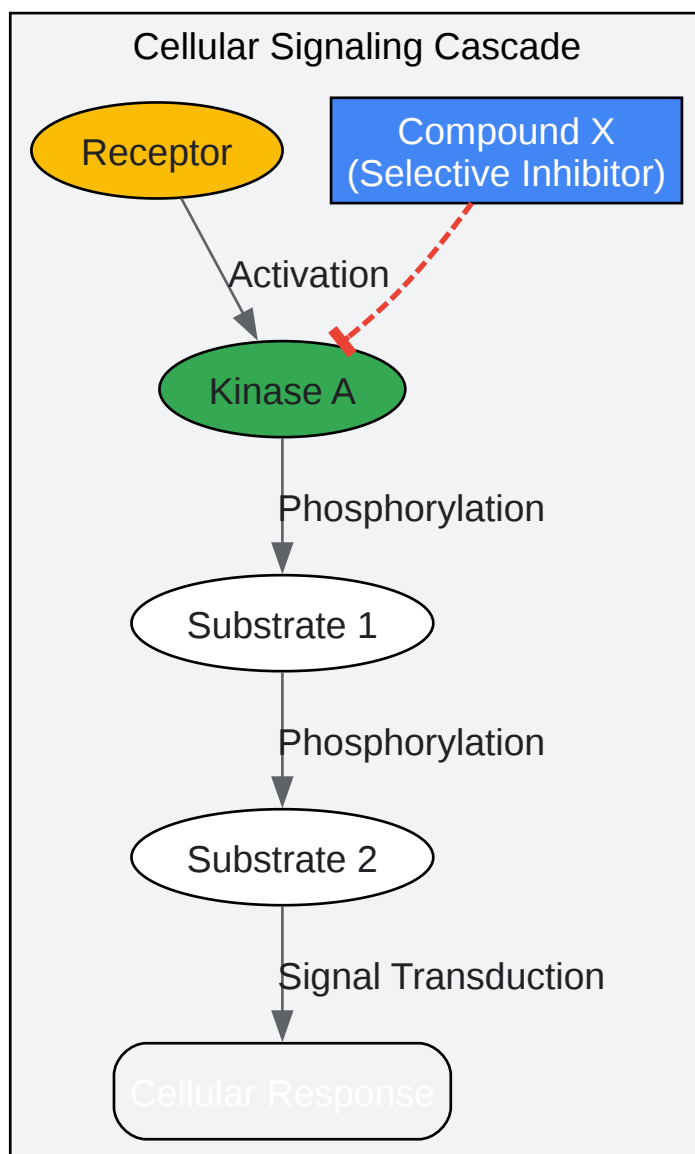 Cellular Signaling Cascade
Receptor
Compound X
(Selective Inhibitor)
Activation
Kinase A
Phosphorylation
Substrate 1
Phosphorylation
Substrate 2
Signal Transduction
Cellular Response